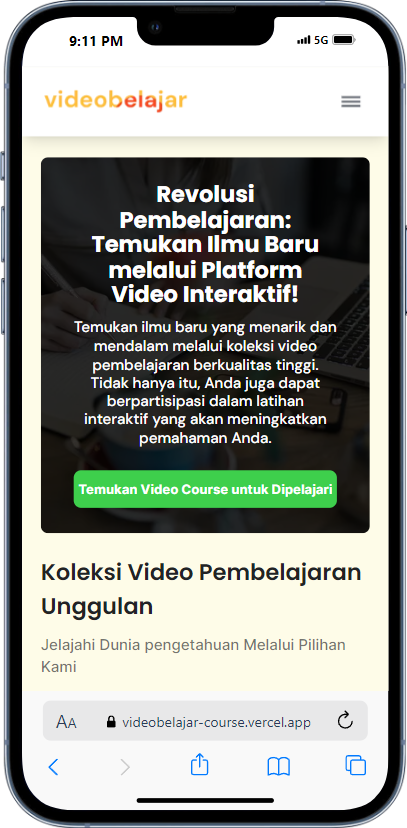 9:11 PM
5G
videobelajar
Revolusi
Pembelajaran:
Temukan Ilmu Baru
melalui Platform
Video Interaktif!
Temukan ilmu baru yang menarik dan
mendalam melalui koleksi video
pembelajaran berkualitas tinggi.
Tidak hanya itu, Anda juga dapat
berpartisipasi dalam latihan
interaktif yang akan meningkatkan
pemahaman Anda.
Temukan Video Course untuk Dipelajari
Koleksi Video Pembelajaran
Unggulan
Jelajahi Dunia pengetahuan Melalui Pilihan
Kami
AA
videobelajar-course.vercel.app